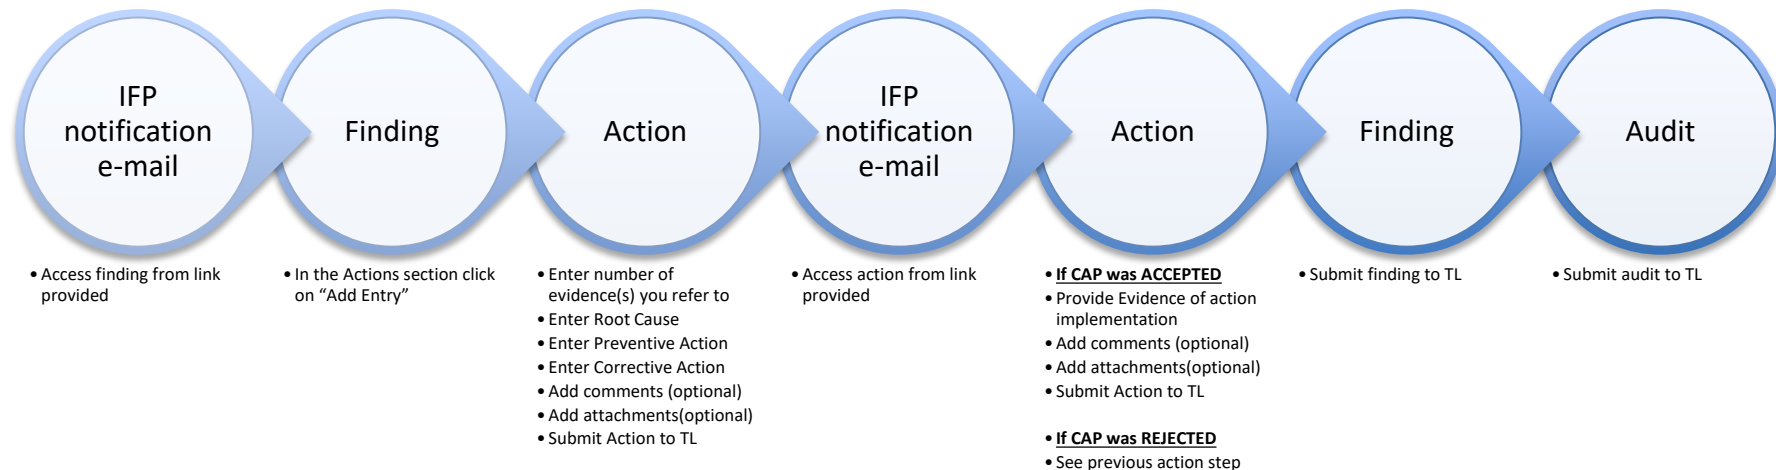 IFP
notification
e-mail
Finding
Action
IFP
notification
e-mail
Action
Finding
Audit
• Access finding from link
provided
• In the Actions section click
on “Add Entry”
• Enter number of
evidence(s) you refer to
• Enter Root Cause
• Enter Preventive Action
• Enter Corrective Action
• Add comments (optional)
• Add attachments(optional)
• Submit Action to TL
• Access action from link
provided
• If CAP was ACCEPTED
• Provide Evidence of action
implementation
• Add comments (optional)
• Add attachments(optional)
• Submit Action to TL
• If CAP was REJECTED
• See previous action step
• Submit finding to TL
• Submit audit to TL